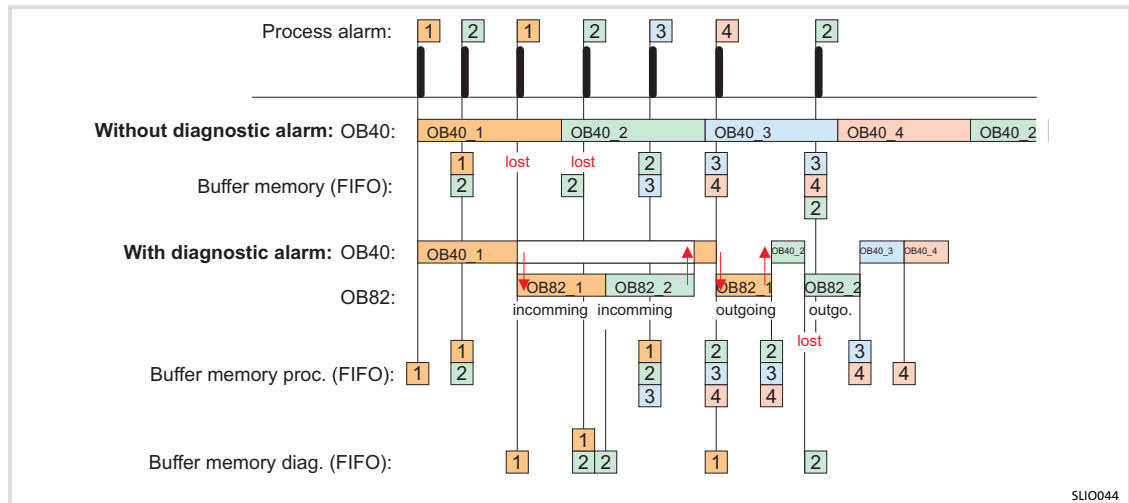 Process alarm: 1 2 1 2 3 4 2
Without diagnostic alarm: OB40: OB40_1 OB40_2 OB40_3 OB40_4 OB40_2
1 lost lost 2 3 3
Buffer memory (FIFO): 2 2 3 4 4
2
With diagnostic alarm: OB40: OB40_1 OB40_2 OB40_3 OB40_4
OB82: OB82_1 OB82_2 OB82_1 OB82_2
incomming incomming outgoing outgo.
lost
1 1 2 2 3
Buffer memory proc. (FIFO): 1 2 2 3 3 4 4
3 4 4
1
Buffer memory diag. (FIFO): 1 2 2 1 2
SLIO044